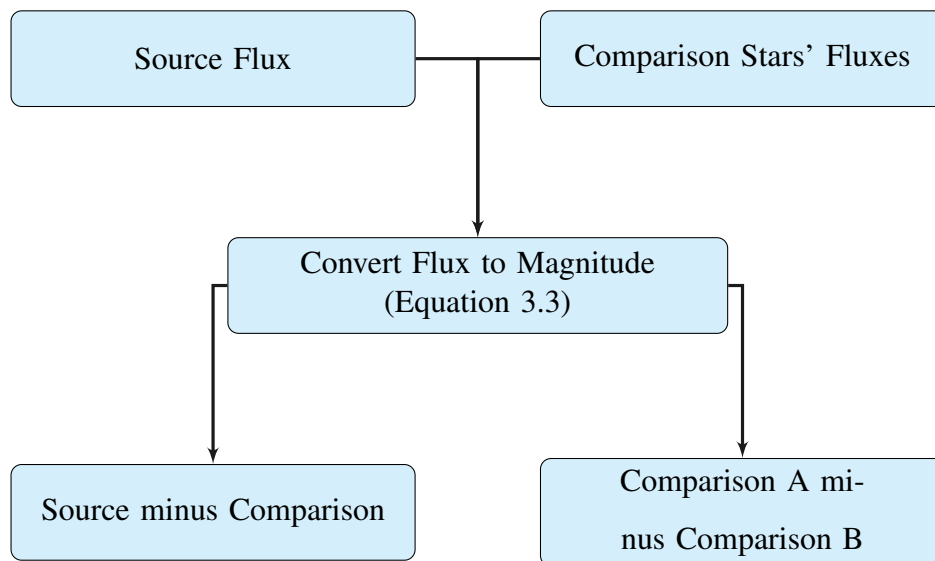 Source Flux
Comparison Stars' Fluxes
Convert Flux to Magnitude
(Equation 3.3)
Source minus Comparison
Comparison A mi-
nus Comparison B